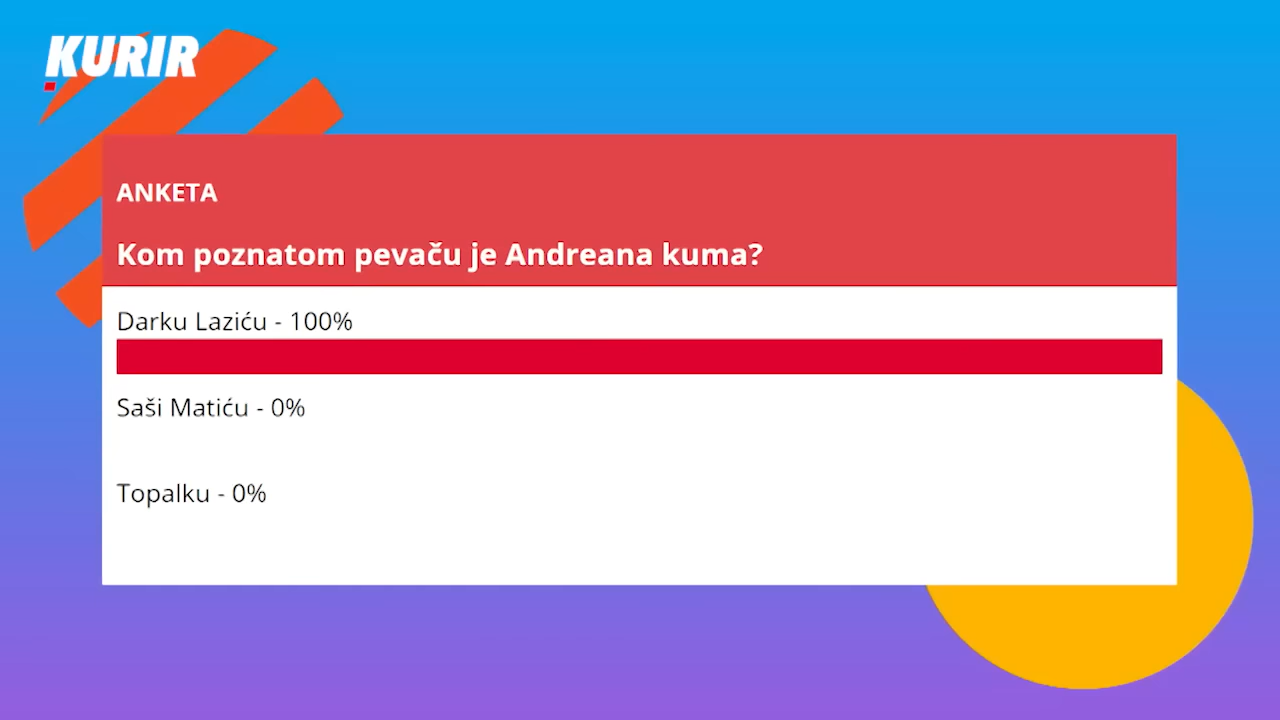 KURIR
ANKETA
Kom poznatom pevaču je Andreana kuma?
Darku Laziću - 100%
Saši Matiću - 0%
Topalku - 0%